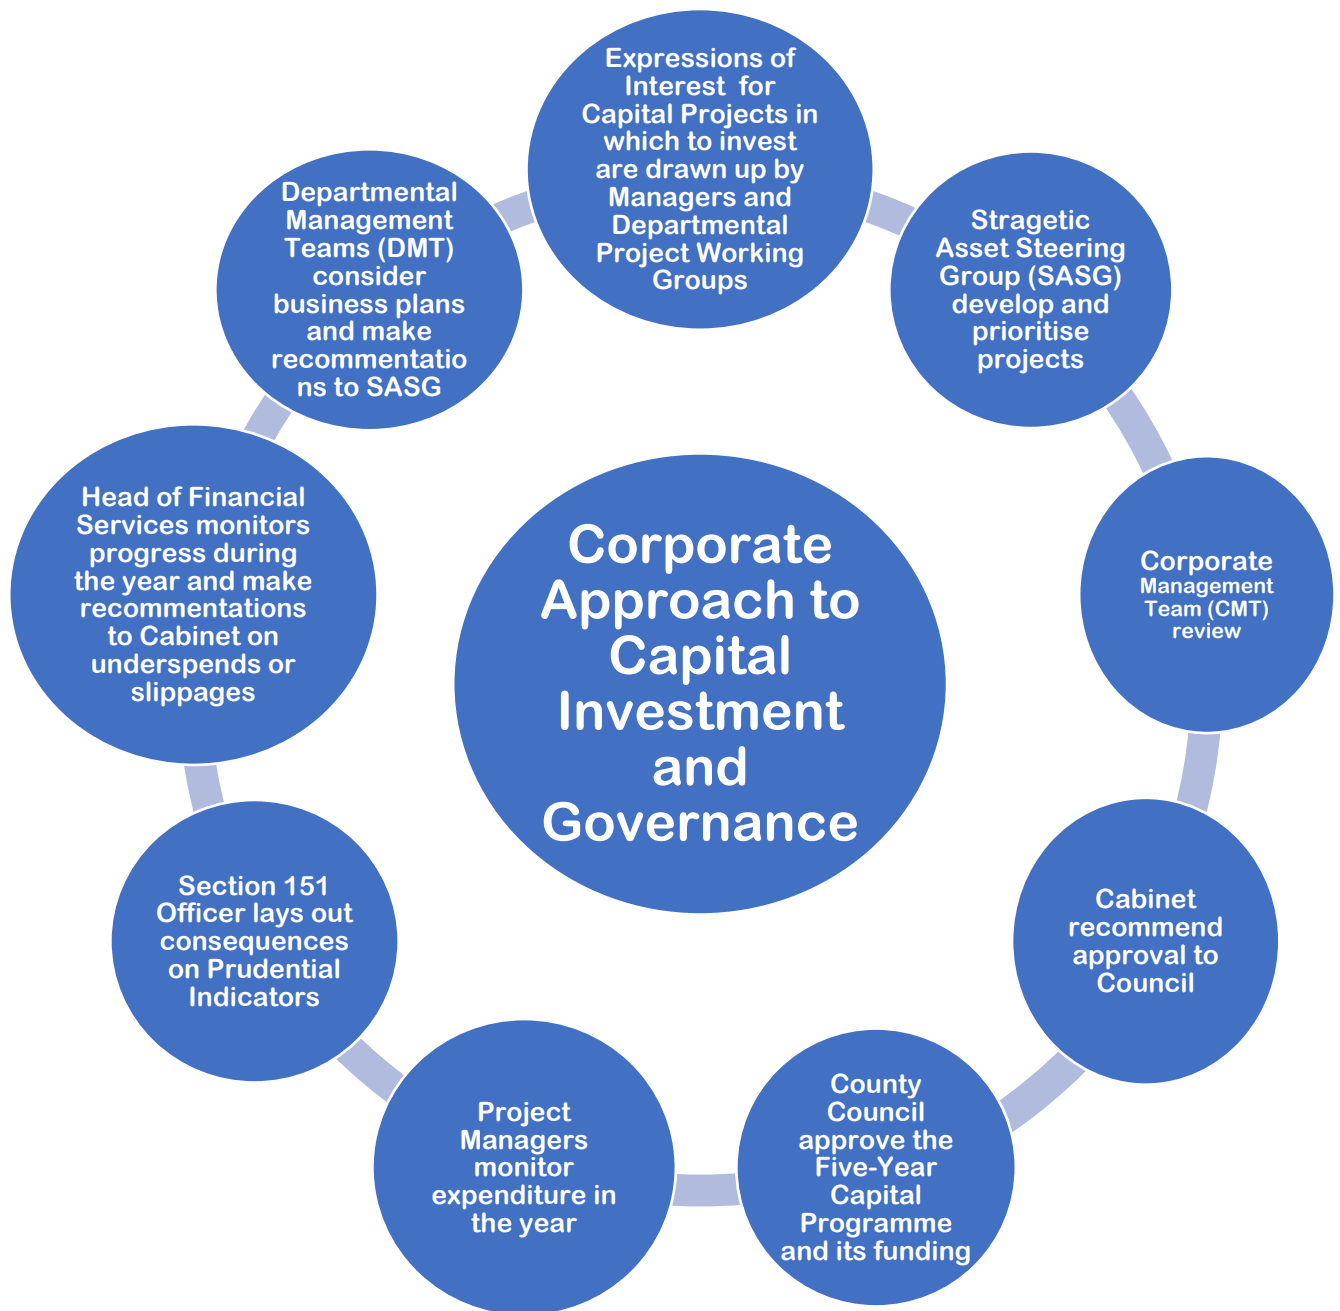 Expressions of
Interest for
Capital Projects in
which to invest
are drawn up by
Managers and
Departmental
Project Working
Groups
Stragetic
Asset Steering
Group (SASG)
develop and
prioritise
projects
Corporate
Management
Team (CMT)
review
Cabinet
recommend
approval to
Council
County
Council
approve the
Five-Year
Capital
Programme
and its funding
Project
Managers
monitor
expenditure in
the year
Section 151
Officer lays out
consequences
on Prudential
Indicators
Head of Financial
Services monitors
progress during
the year and make
recommentations
to Cabinet on
underspends or
slippages
Departmental
Management
Teams (DMT)
consider
business plans
and make
recommentatio
ns to SASG
Corporate
Approach to
Capital
Investment
and
Governance